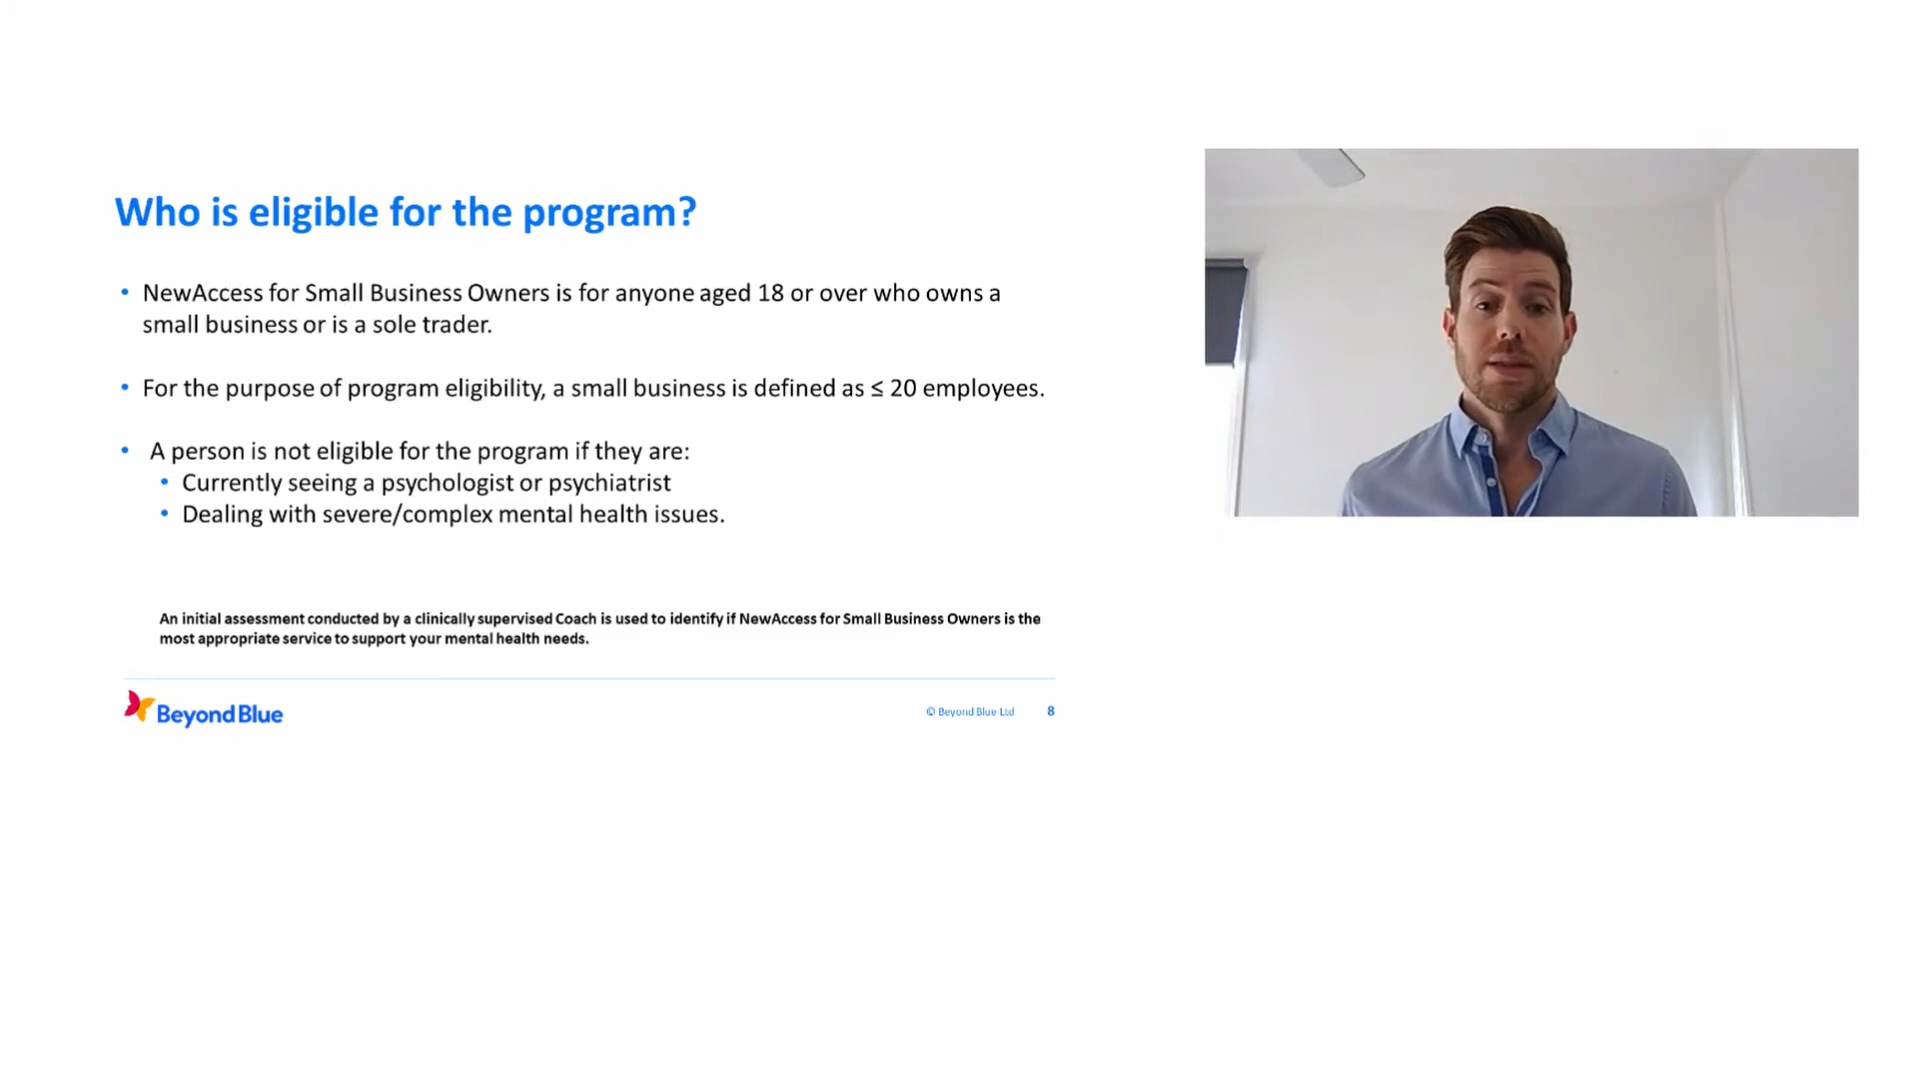 Who is eligible for the program?
• NewAccess for Small Business Owners is for anyone aged 18 or over who owns a
small business or is a sole trader.
• For the purpose of program eligibility, a small business is defined as ≤ 20 employees.
• A person is not eligible for the program if they are:
• Currently seeing a psychologist or psychiatrist
• Dealing with severe/complex mental health issues.
An initial assessment conducted by a clinically supervised Coach is used to identify if NewAccess for Small Business Owners is the
most appropriate service to support your mental health needs.
Beyond Blue
© Beyond Blue Ltd 8